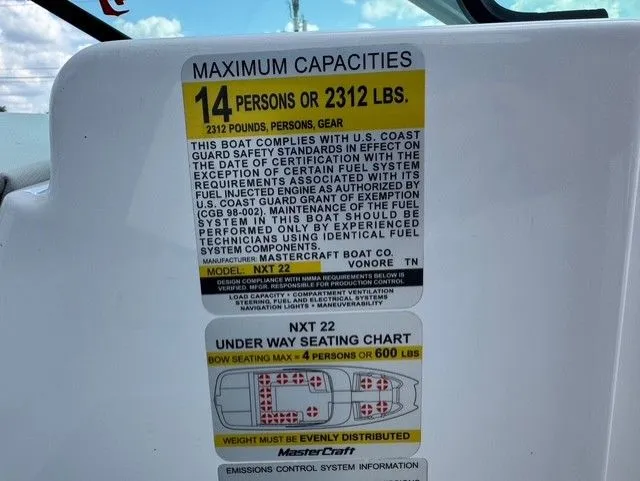 MAXIMUM CAPACITIES
14 PERSONS OR 2312 LBS.
2312 POUNDS, PERSONS, GEAR
THIS BOAT COMPLIES WITH U.S. COAST
GUARD SAFETY STANDARDS IN EFFECT ON
THE DATE OF CERTIFICATION WITH THE
EXCEPTION OF CERTAIN FUEL SYSTEM
REQUIREMENTS ASSOCIATED WITH ITS
FUEL INJECTED ENGINE AS AUTHORIZED BY
U.S. COAST GUARD GRANT OF EXEMPTION
(CGB 98-002). MAINTENANCE OF THE FUEL
SYSTEM IN THIS BOAT SHOULD BE
PERFORMED ONLY BY EXPERIENCED
TECHNICIANS USING IDENTICAL FUEL
SYSTEM COMPONENTS.
MANUFACTURER: MASTERCRAFT BOAT CO.
VONORE TN
MODEL: NXT 22
DESIGN COMPLIANCE WITH NMMA REQUIREMENTS BELOW IS
VERIFIED. MFGR. RESPONSIBLE FOR PRODUCTION CONTROL
LOAD CAPACITY • COMPARTMENT VENTILATION
STEERING, FUEL AND ELECTRICAL SYSTEMS
NAVIGATION LIGHTS • MANEUVERABILITY
NXT 22
UNDER WAY SEATING CHART
BOW SEATING MAX = 4 PERSONS OR 600 LBS
WEIGHT MUST BE EVENLY DISTRIBUTED
MasterCraft
EMISSIONS CONTROL SYSTEM INFORMATION